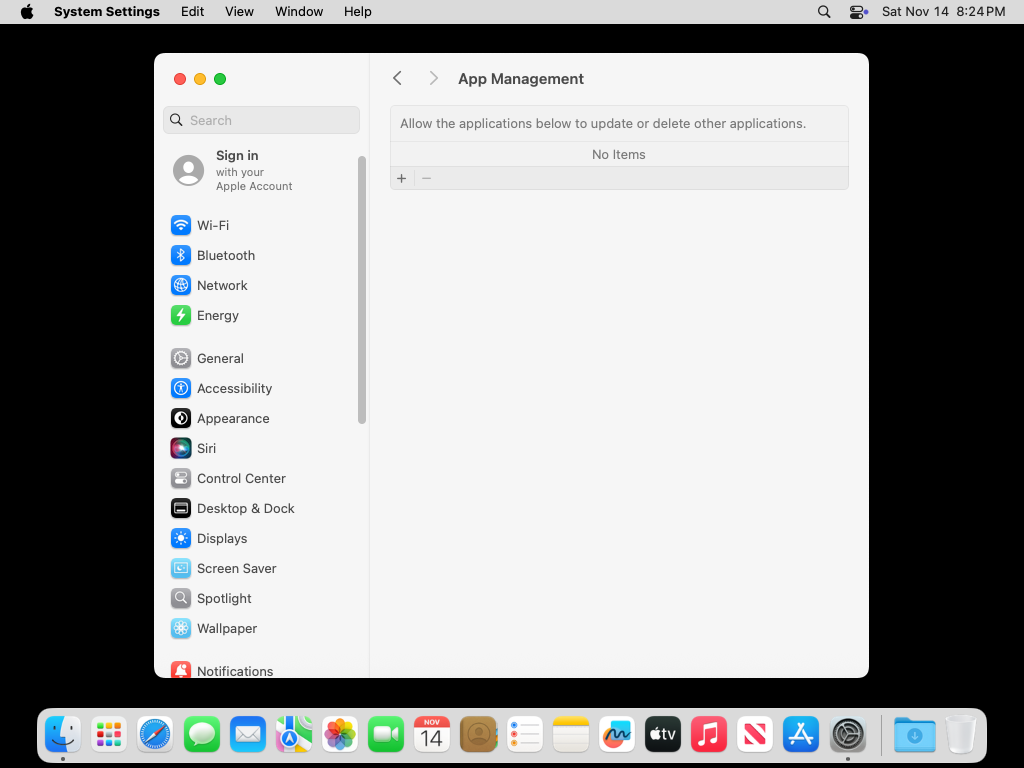 System Settings Edit View Window Help Sat Nov 14 8:24 PM
App Management
Search
Allow the applications below to update or delete other applications.
No Items
+ −
Sign in
with your
Apple Account
Wi-Fi
Bluetooth
Network
Energy
General
Accessibility
Appearance
Siri
Control Center
Desktop & Dock
Displays
Screen Saver
Spotlight
Wallpaper
Notifications
NOV
14
tv